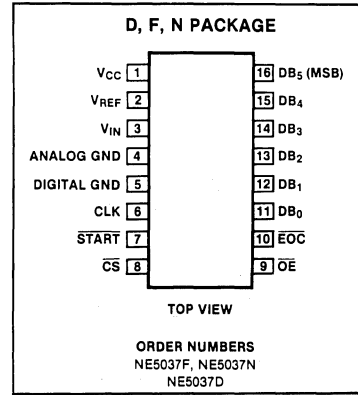 D, F, N PACKAGE
VCC 1
16 DB5 (MSB)
VREF 2
15 DB4
VIN 3
14 DB3
ANALOG GND 4
13 DB2
DIGITAL GND 5
12 DB1
CLK 6
11 DB0
START 7
10 EOC
CS 8
9 OE
TOP VIEW
ORDER NUMBERS
NE5037F, NE5037N
NE5037D